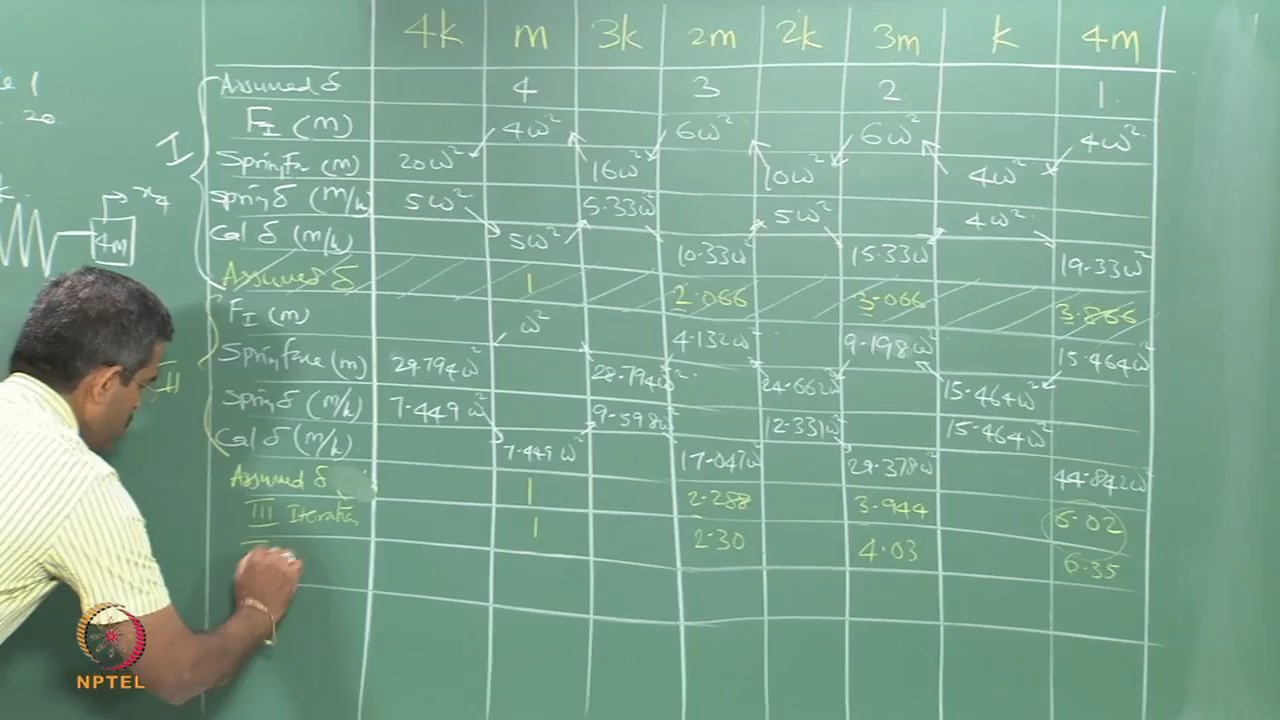 4k m 3k 2m 2k 3m k 4m
Assumed δ 4 3 2 1
20
F_I (m) 4ω² 6ω² 6ω² 4ω²
I
Spring Fce (m) 20ω² 16ω² 10ω² 4ω²
Spring δ (m/k) 5ω² 5.33ω² 5ω² 4ω²
x4
4m
Cal δ (m/k) 5ω² 10.33ω² 15.33ω² 19.33ω²
Assumed δ 1 2.066 3.066 3.866
F_I (m) ω² 4.132ω² 9.198ω² 15.464ω²
II
Spring Force (m) 29.794ω² 28.794ω² 24.662ω² 15.464ω²
Spring δ (m/k) 7.449ω² 9.598ω² 12.331ω² 15.464ω²
Cal δ (m/k) 7.449ω² 17.047ω² 29.378ω² 44.842ω²
Assumed δ 1 2.288 3.944 6.02
III Iteration 1 2.30 4.03 6.35
NPTEL